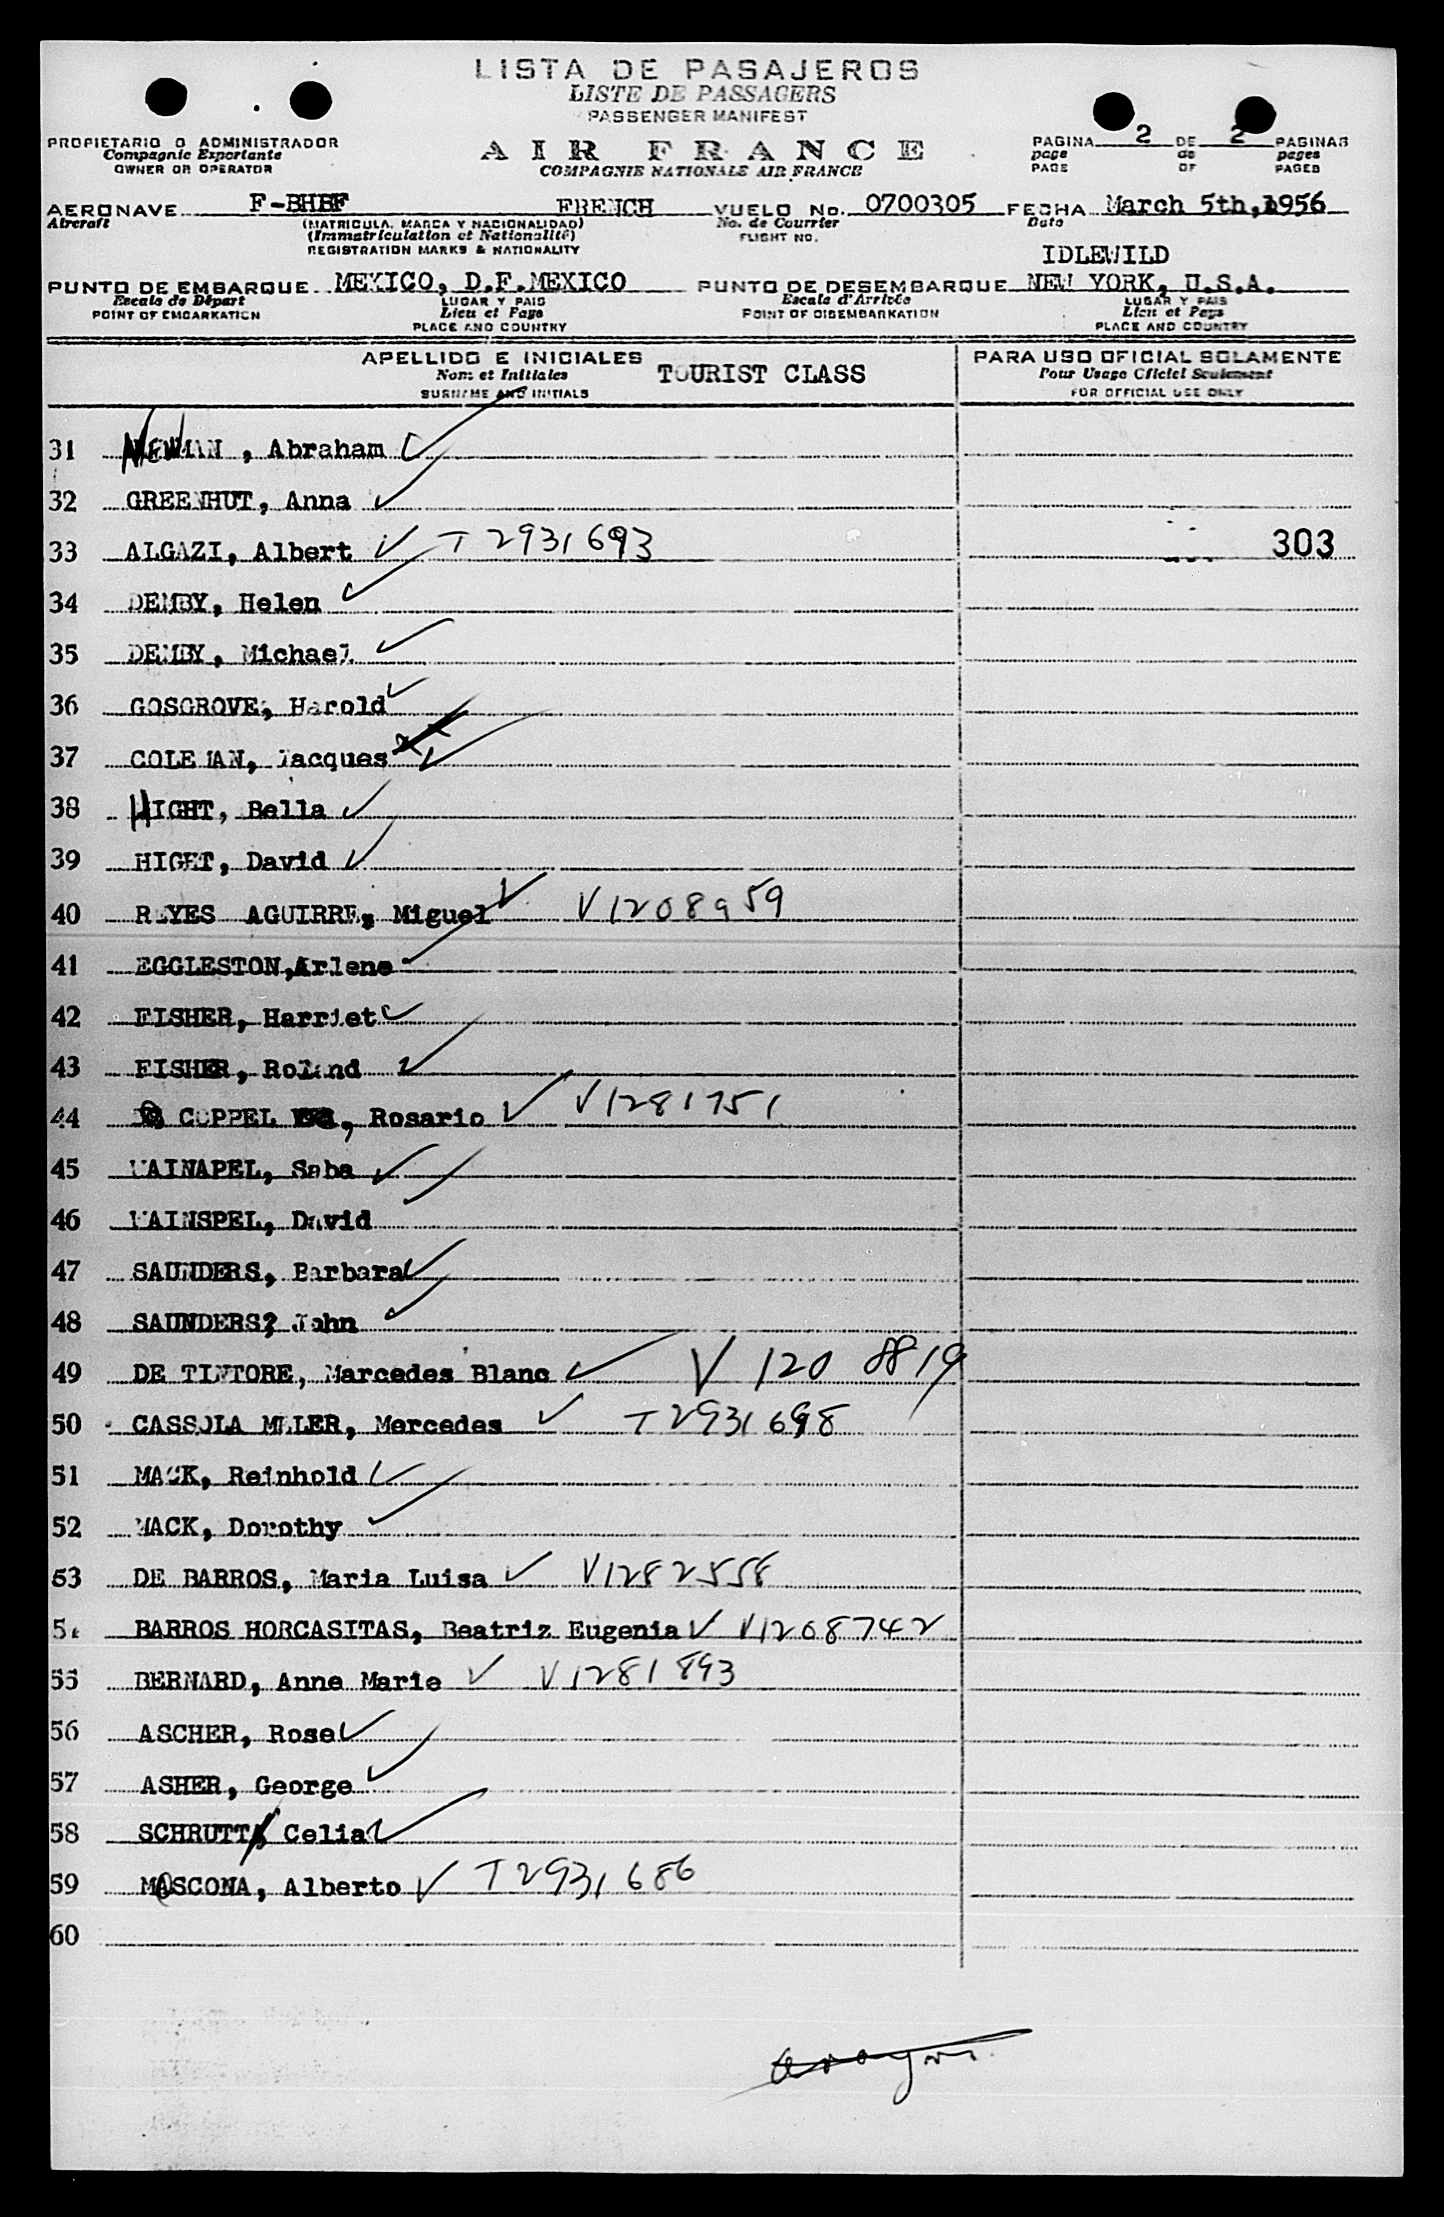 LISTA DE PASAJEROS
LISTE DE PASSAGERS
PASSENGER MANIFEST
PROPIETARIO O ADMINISTRADOR
Compagnie Exportante
OWNER OR OPERATOR
AIR FRANCE
COMPAGNIE NATIONALE AIR FRANCE
PAGINA 2 DE 2 PAGINAS
page de pages
PAGE OF PAGES
AERONAVE F-BHBF FRENCH VUELO No. 0700305 FECHA March 5th, 1956
Aircraft (MATRICULA, MARCA Y NACIONALIDAD) No. de Courrier Date
(Immatriculation et Nationalité) FLIGHT NO.
REGISTRATION MARKS & NATIONALITY
IDLEWILD
PUNTO DE EMBARQUE MEXICO, D.F.MEXICO PUNTO DE DESEMBARQUE NEW YORK, U.S.A.
Escale de Départ LUGAR Y PAIS Escale d'Arrivée LUGAR Y PAIS
POINT OF EMBARKATION Lieu et Pays POINT OF DISEMBARKATION Lieu et Pays
PLACE AND COUNTRY PLACE AND COUNTRY
APELLIDO E INICIALES TOURIST CLASS PARA USO OFICIAL SOLAMENTE
Nom et Initiales Pour Usage Officiel Seulement
SURNAME AND INITIALS FOR OFFICIAL USE ONLY
31 NEWMAN , Abraham
32 GREENHUT, Anna
33 ALGAZI, Albert T2931693 303
34 DEMBY, Helen
35 DEMBY, Michael
36 GOSGROVE, Harold
37 COLEMAN, Jacques
38 HIGHT, Bella
39 HIGHT, David
40 REYES AGUIRRE, Miguel V1208959
41 EGGLESTON,Arlene
42 FISHER, Harriet
43 FISHER, Roland
44 COPPEL , Rosario V1281751
45 WAINAPEL, Saba
46 WAINSPEL, David
47 SAUNDERS, Barbara
48 SAUNDERS? John
49 DE TINTORE, Marcedes Blanc V 120 8819
50 CASSOLA MELER, Mercedes T2931698
51 MACK, Reinhold
52 MACK, Dorothy
53 DE BARROS, Maria Luisa V1282558
54 BARROS HORCASITAS, Beatriz Eugenia V1208742
55 BERNARD, Anne Marie V1281893
56 ASCHER, Rose
57 ASHER, George
58 SCHRUTT, Celia
59 MOSCONA, Alberto T2931686
60